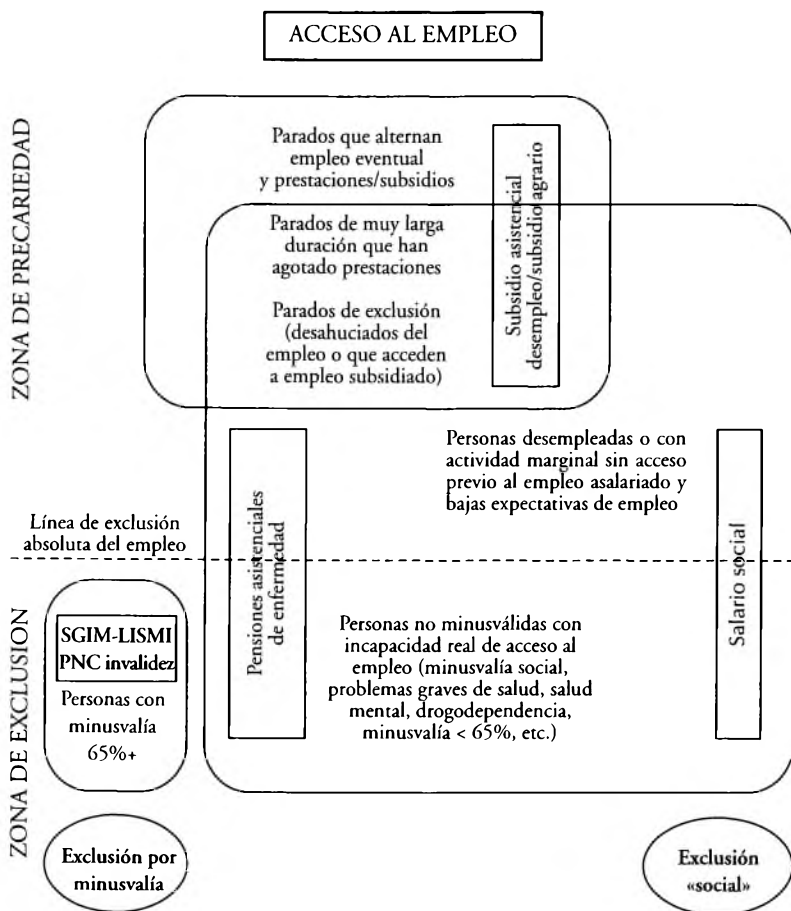 ACCESO AL EMPLEO
ZONA DE PRECARIEDAD
Parados que alternan
empleo eventual
y prestaciones/subsidios
Subsidio asistencial
desempleo/subsidio agrario
Parados de muy larga
duración que han
agotado prestaciones
Parados de exclusión
(desahuciados del
empleo o que acceden
a empleo subsidiado)
Personas desempleadas o con
actividad marginal sin acceso
previo al empleo asalariado y
bajas expectativas de empleo
Línea de exclusión
absoluta del empleo
Pensiones asistenciales
de enfermedad
Salario social
ZONA DE EXCLUSIÓN
SGIM-LISMI
PNC invalidez
Personas con
minusvalía
65%+
Personas no minusválidas con
incapacidad real de acceso al
empleo (minusvalía social,
problemas graves de salud, salud
mental, drogodependencia,
minusvalía < 65%, etc.)
Exclusión por
minusvalía
Exclusión
«social»